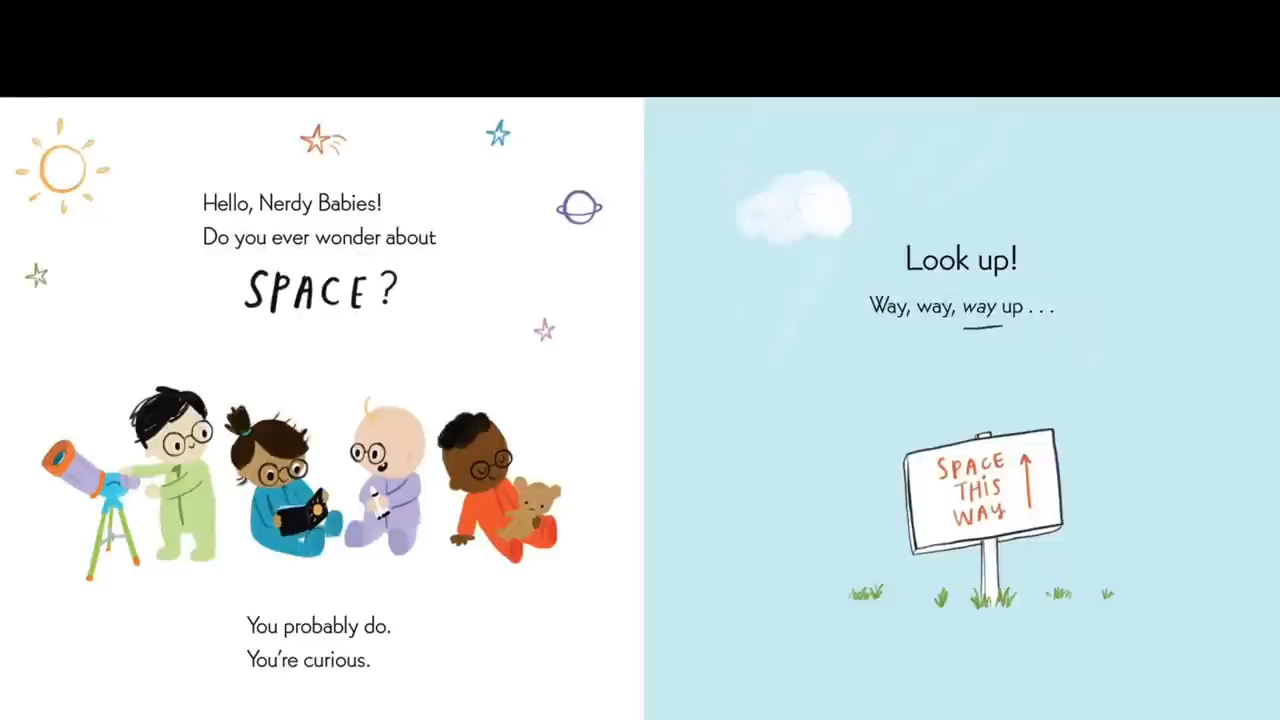 Hello, Nerdy Babies!
Do you ever wonder about
SPACE?
You probably do.
You're curious.
Look up!
Way, way, way up . . .
SPACE
THIS
WAY